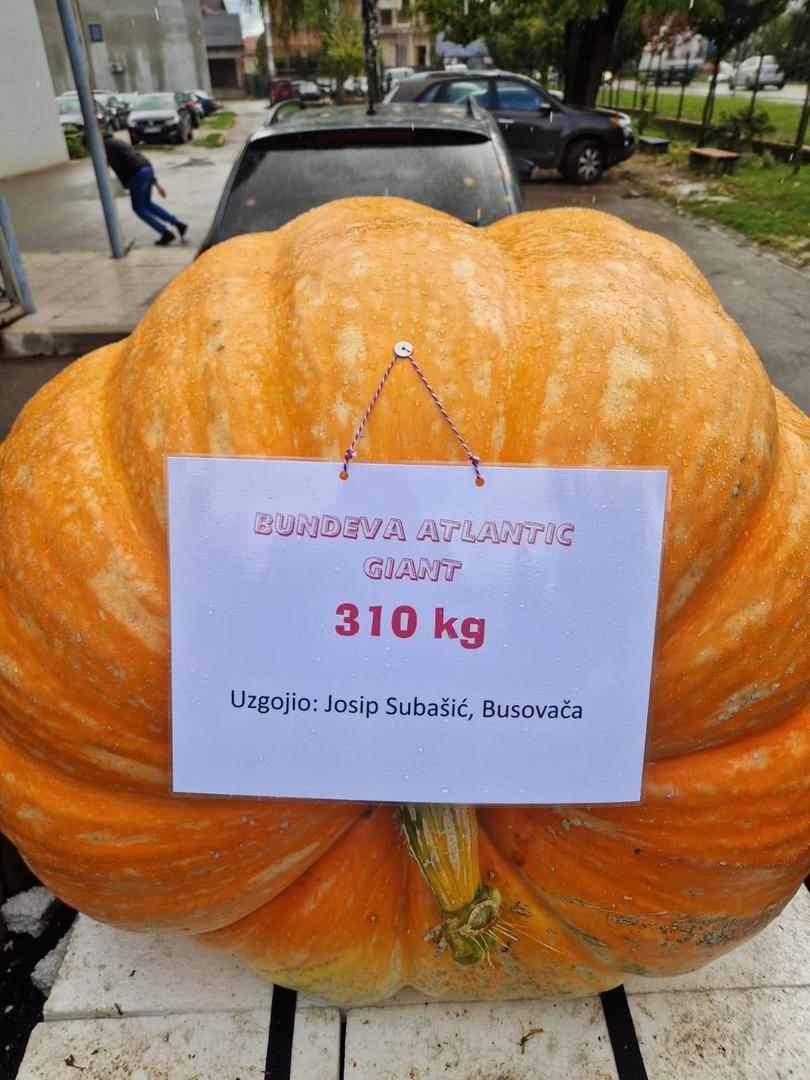 BUNDEVA ATLANTIC
GIANT
310 kg
Uzgojio: Josip Subašić, Busovača